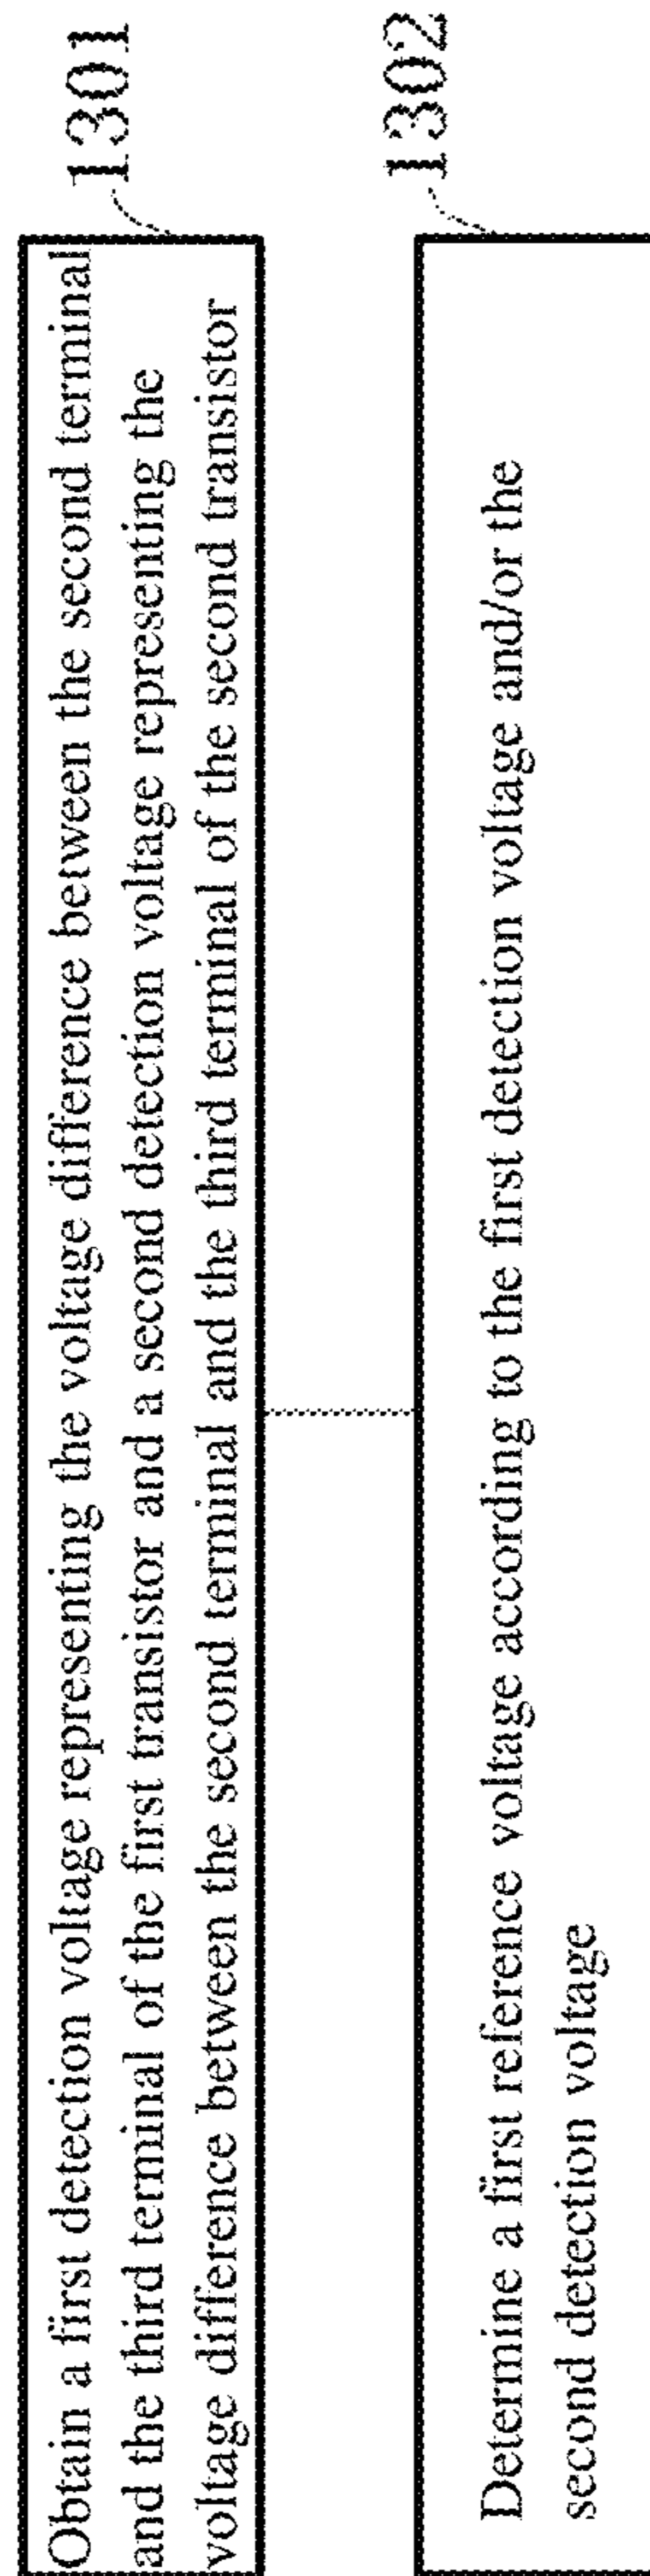 Obtain a first detection voltage representing the voltage difference between the second terminal
and the third terminal of the first transistor and a second detection voltage representing the
voltage difference between the second terminal and the third terminal of the second transistor
1301
Determine a first reference voltage according to the first detection voltage and/or the
second detection voltage
1302